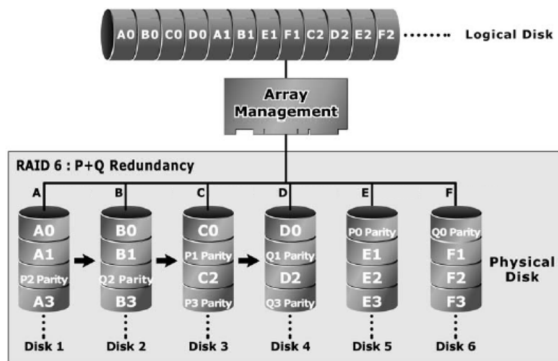 A0 B0 C0 D0 A1 B1 E1 F1 C2 D2 E2 F2 Logical Disk
Array
Management
RAID 6 : P+Q Redundancy
A B C D E F
A0 B0 C0 D0 P0 Parity Q0 Parity
A1 B1 P1 Parity Q1 Parity E1 F1
Physical
Disk
P2 Parity Q2 Parity C2 D2 E2 F2
A3 B3 P3 Parity Q3 Parity E3 F3
Disk 1 Disk 2 Disk 3 Disk 4 Disk 5 Disk 6